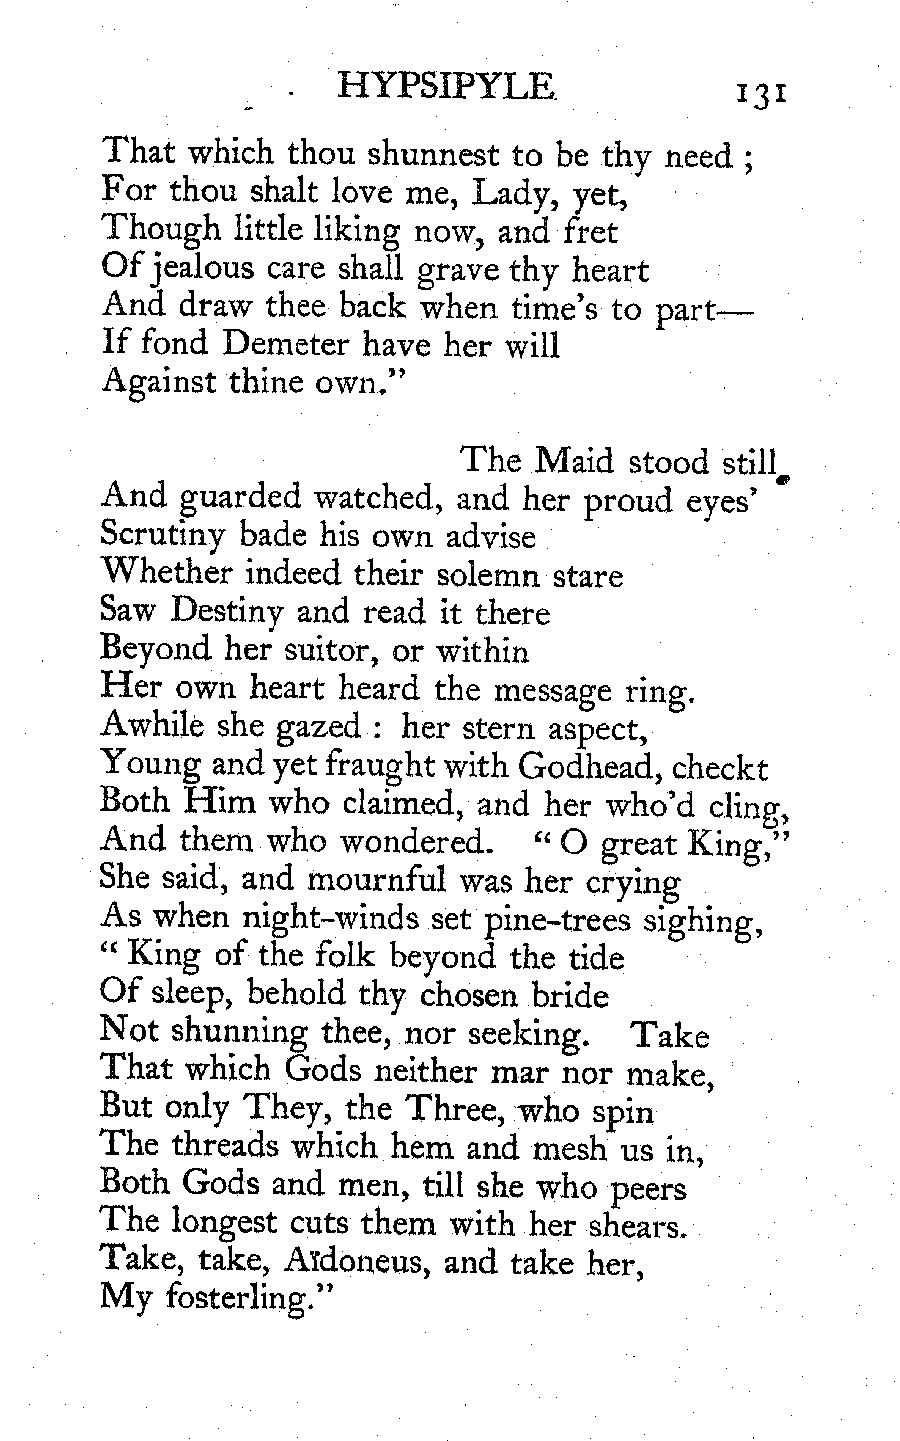 HYPSIPYLE 131
That which thou shunnest to be thy need ;
For thou shalt love me, Lady, yet,
Though little liking now, and fret
Of jealous care shall grave thy heart
And draw thee back when time's to part—
If fond Demeter have her will
Against thine own."
The Maid stood still,
And guarded watched, and her proud eyes'
Scrutiny bade his own advise
Whether indeed their solemn stare
Saw Destiny and read it there
Beyond her suitor, or within
Her own heart heard the message ring.
Awhile she gazed : her stern aspect,
Young and yet fraught with Godhead, checkt
Both Him who claimed, and her who'd cling,
And them who wondered. " O great King,"
She said, and mournful was her crying
As when night-winds set pine-trees sighing,
" King of the folk beyond the tide
Of sleep, behold thy chosen bride
Not shunning thee, nor seeking. Take
That which Gods neither mar nor make,
But only They, the Three, who spin
The threads which hem and mesh us in,
Both Gods and men, till she who peers
The longest cuts them with her shears.
Take, take, Aïdoneus, and take her,
My fosterling."